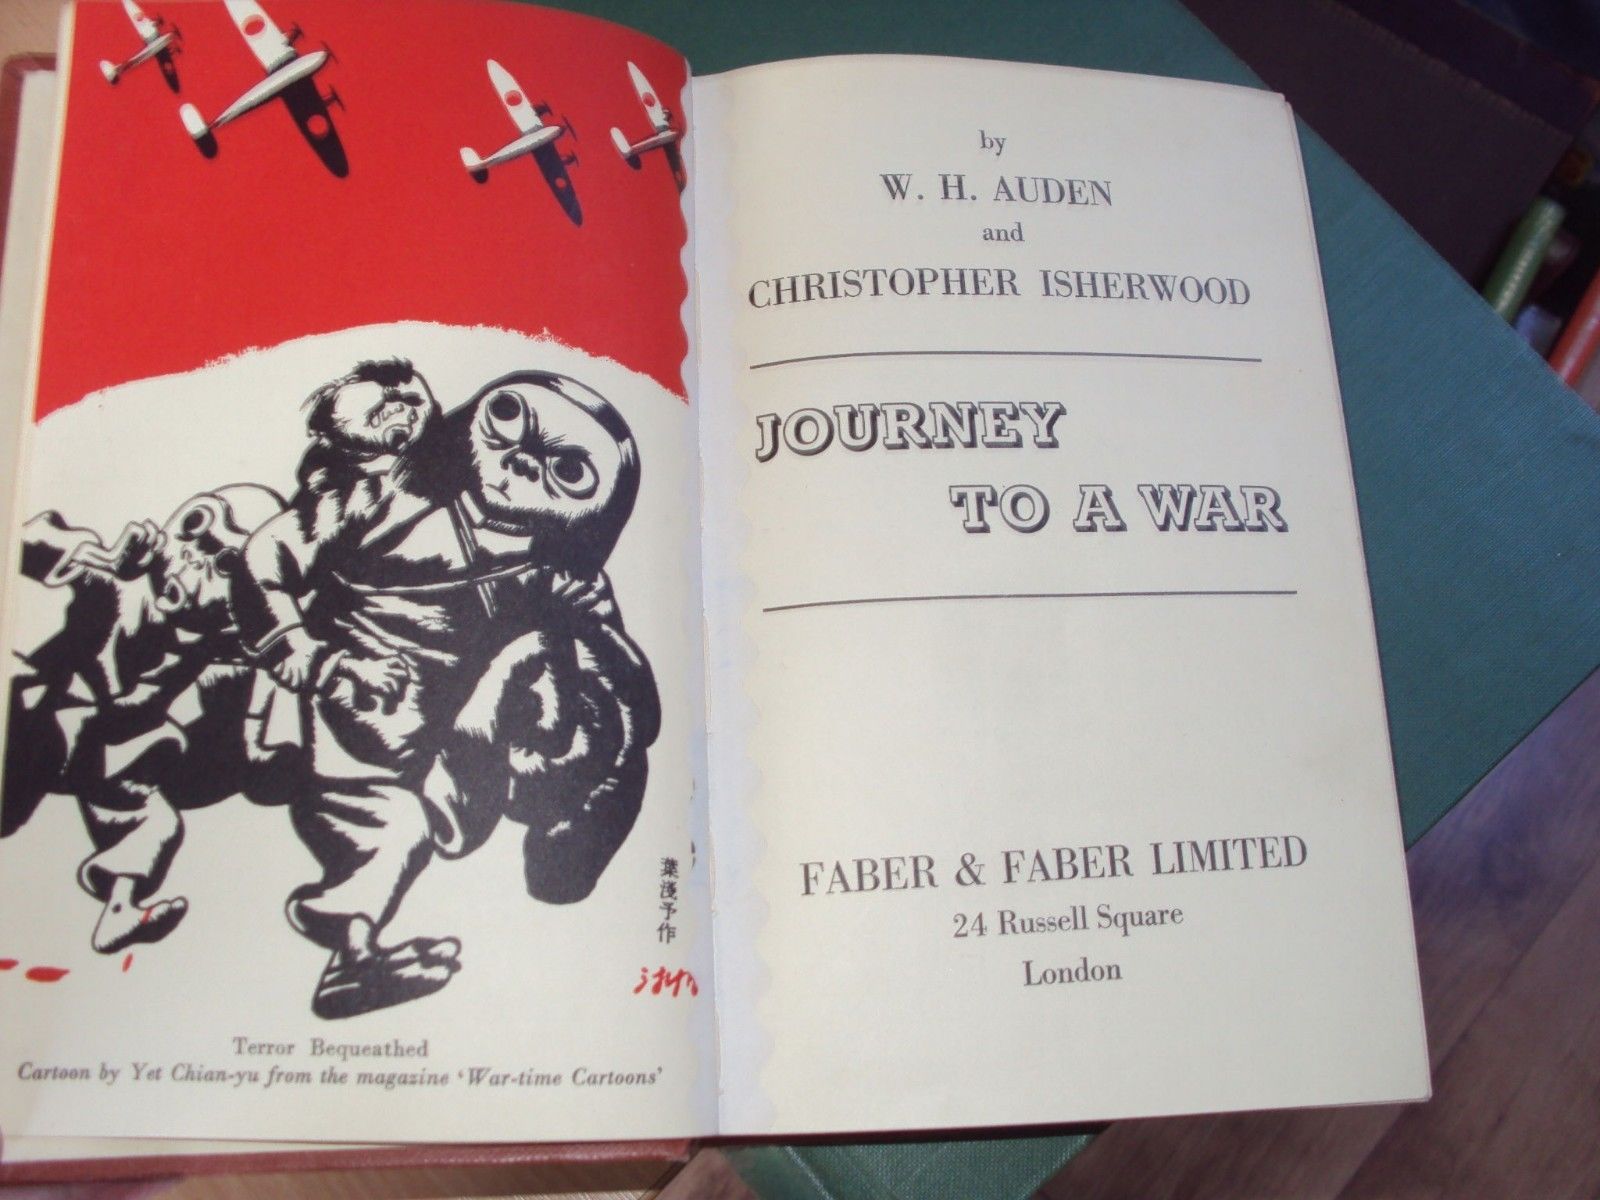 葉淺予作
Terror Bequeathed
Cartoon by Yet Chian-yu from the magazine ‘War-time Cartoons’
by
W. H. AUDEN
and
CHRISTOPHER ISHERWOOD
JOURNEY
TO A WAR
FABER & FABER LIMITED
24 Russell Square
London